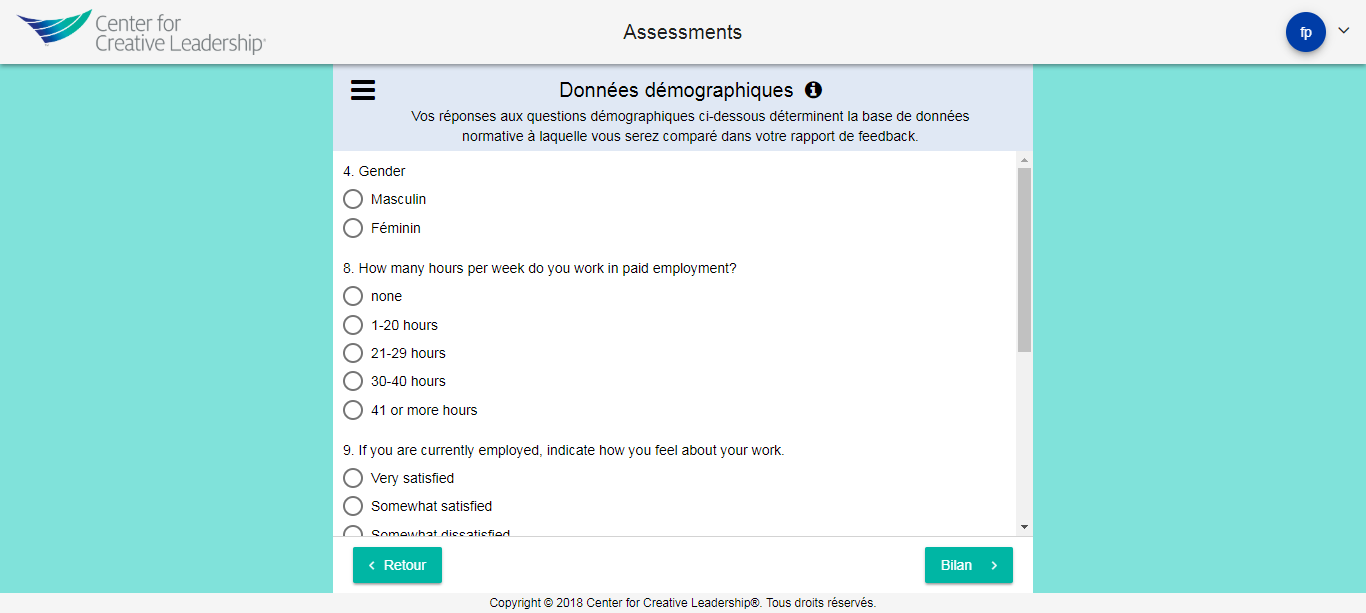 Center for
Creative Leadership®
Assessments
fp
Données démographiques
Vos réponses aux questions démographiques ci-dessous déterminent la base de données
normative à laquelle vous serez comparé dans votre rapport de feedback.
4. Gender
Masculin
Féminin
8. How many hours per week do you work in paid employment?
none
1-20 hours
21-29 hours
30-40 hours
41 or more hours
9. If you are currently employed, indicate how you feel about your work.
Very satisfied
Somewhat satisfied
Somewhat dissatisfied
Retour
Bilan
Copyright © 2018 Center for Creative Leadership®. Tous droits réservés.